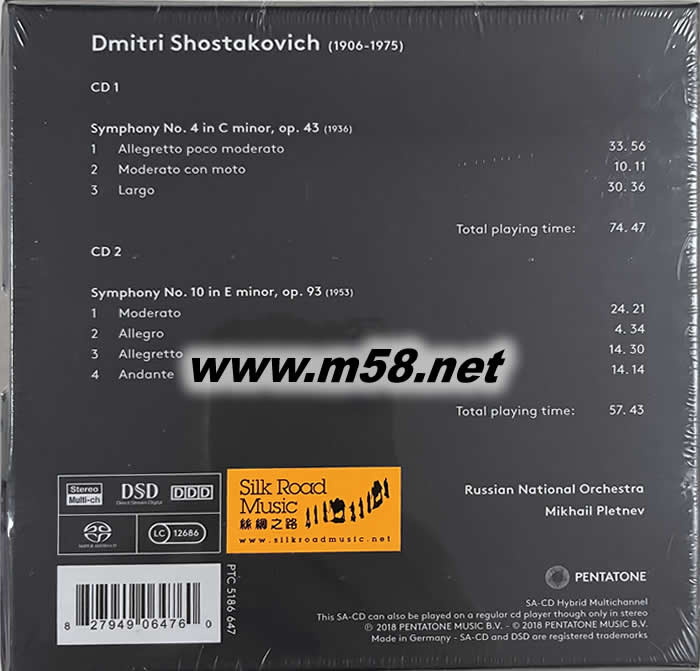 Dmitri Shostakovich (1906-1975)
CD 1
Symphony No. 4 in C minor, op. 43 (1936)
1 Allegretto poco moderato 33. 56
2 Moderato con moto 10. 11
3 Largo 30. 36
Total playing time: 74. 47
CD 2
Symphony No. 10 in E minor, op. 93 (1953)
1 Moderato 24. 21
2 Allegro 4. 34
3 Allegretto 14. 30
4 Andante 14. 14
www.m58.net
Total playing time: 57. 43
Stereo
Multi-ch
DSD
Direct Stream Digital
DDD
LC 12686
Silk Road
Music
絲綢之路
www.silkroadmusic.net
Russian National Orchestra
Mikhail Pletnev
8 27949 06476 0
PTC 5186 647
PENTATONE
SA-CD Hybrid Multichannel
This SA-CD can also be played on a regular cd player though only in stereo
℗ 2018 PENTATONE MUSIC B.V. - © 2018 PENTATONE MUSIC B.V.
Made in Germany - SA-CD and DSD are registered trademarks